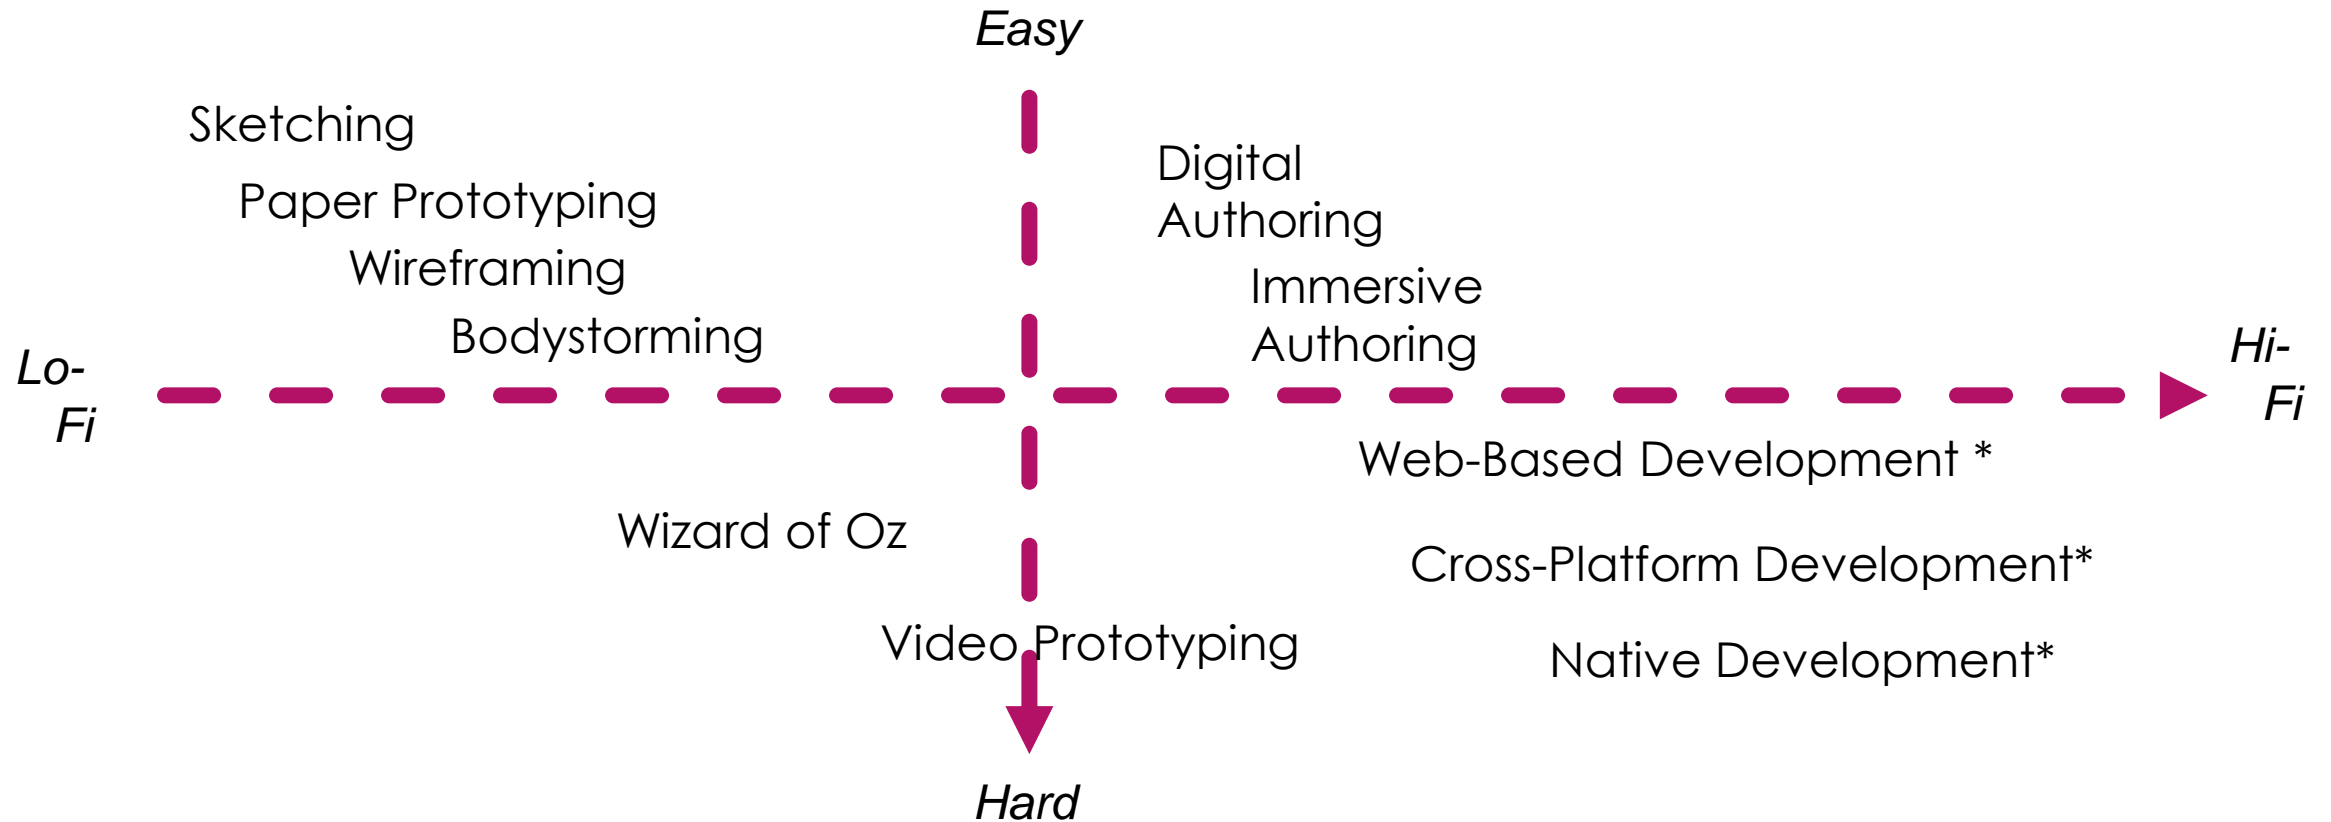 Easy
Sketching
Digital
Authoring
Paper Prototyping
Wireframing
Immersive
Authoring
Bodystorming
Lo-
Fi
Hi-
Fi
Web-Based Development *
Wizard of Oz
Cross-Platform Development*
Video Prototyping
Native Development*
Hard